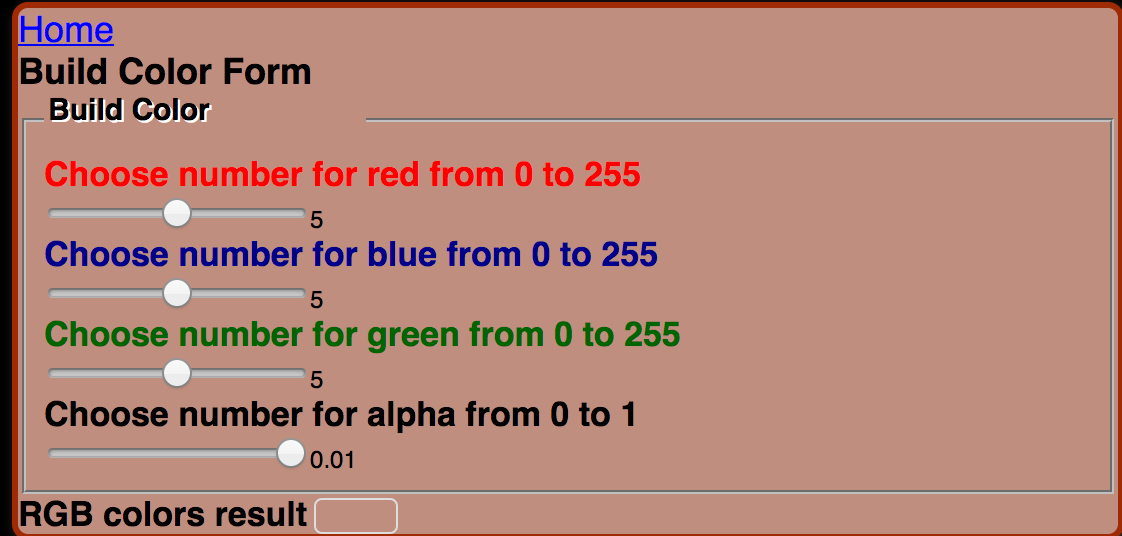 Home
Build Color Form
Build Color
Choose number for red from 0 to 255
5
Choose number for blue from 0 to 255
5
Choose number for green from 0 to 255
5
Choose number for alpha from 0 to 1
0.01
RGB colors result